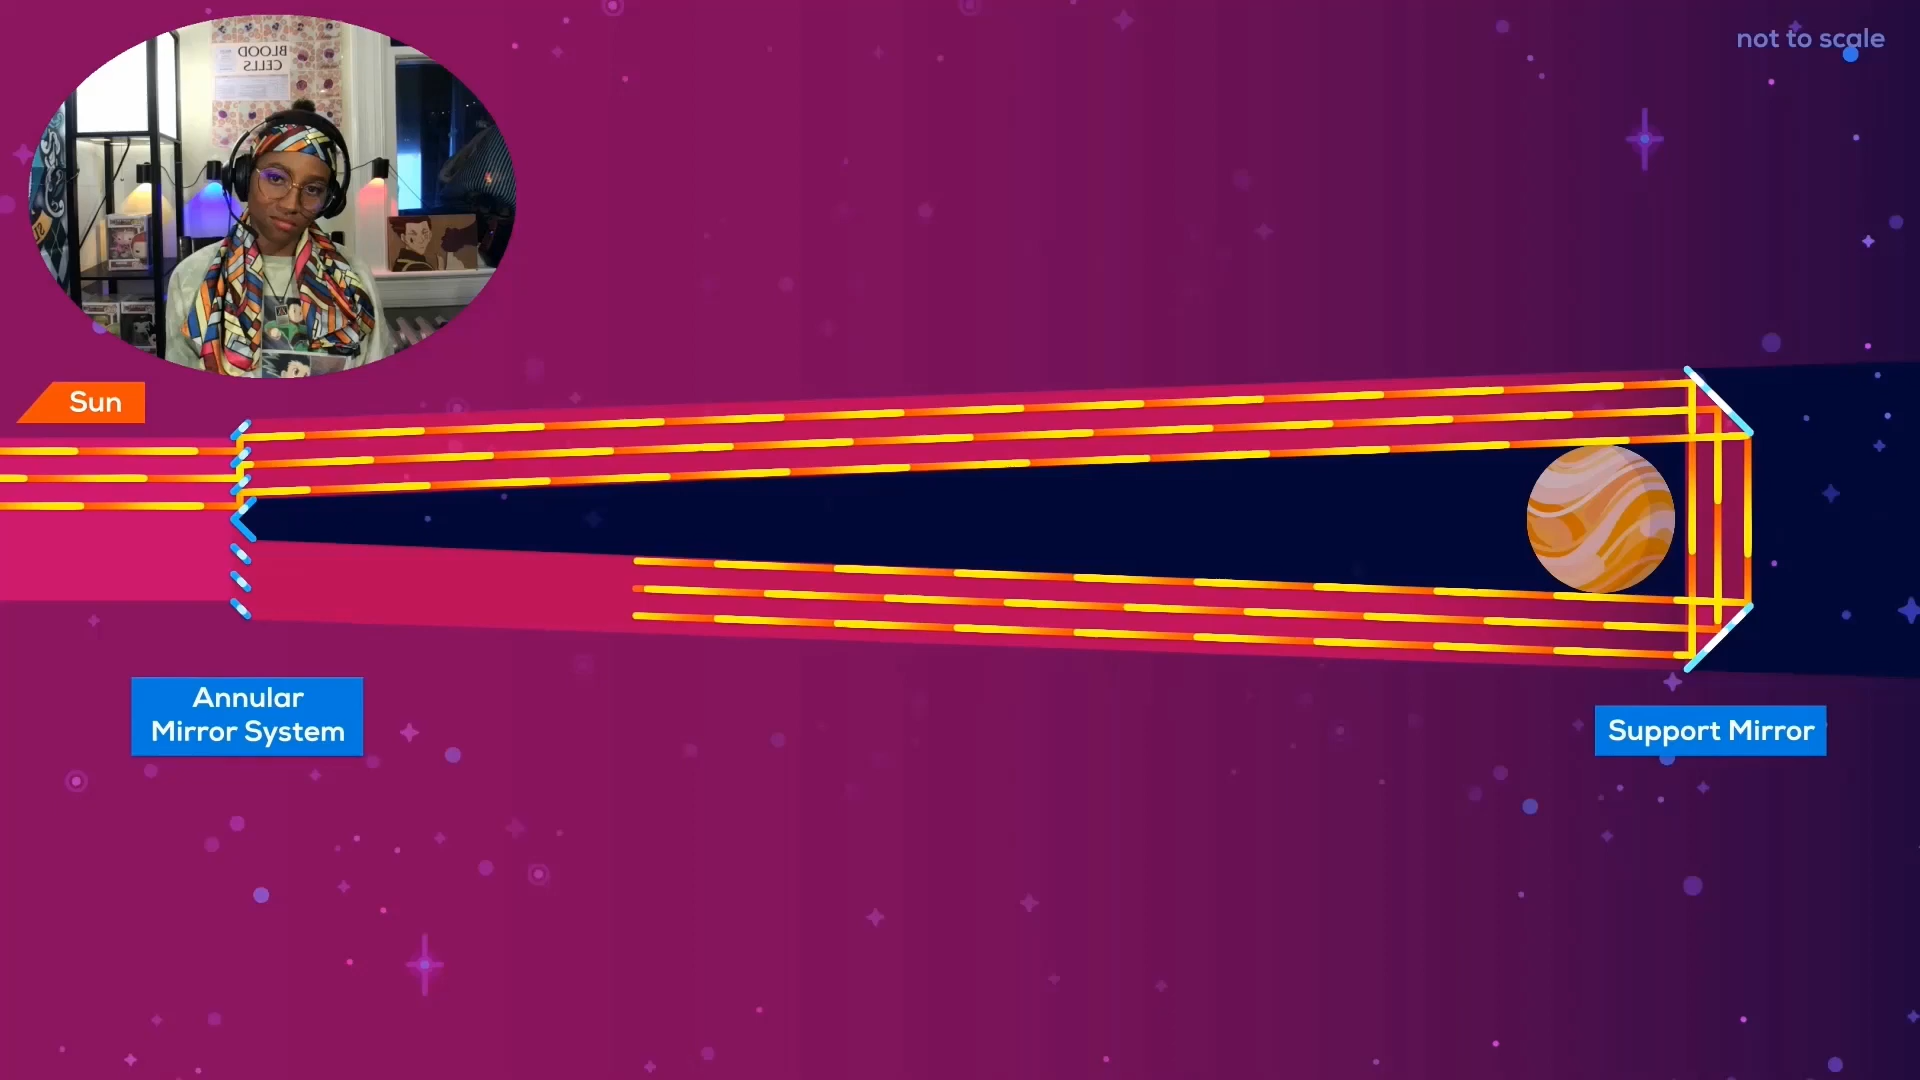 BLOOD
CELLS
not to scale
Sun
Annular
Mirror System
Support Mirror